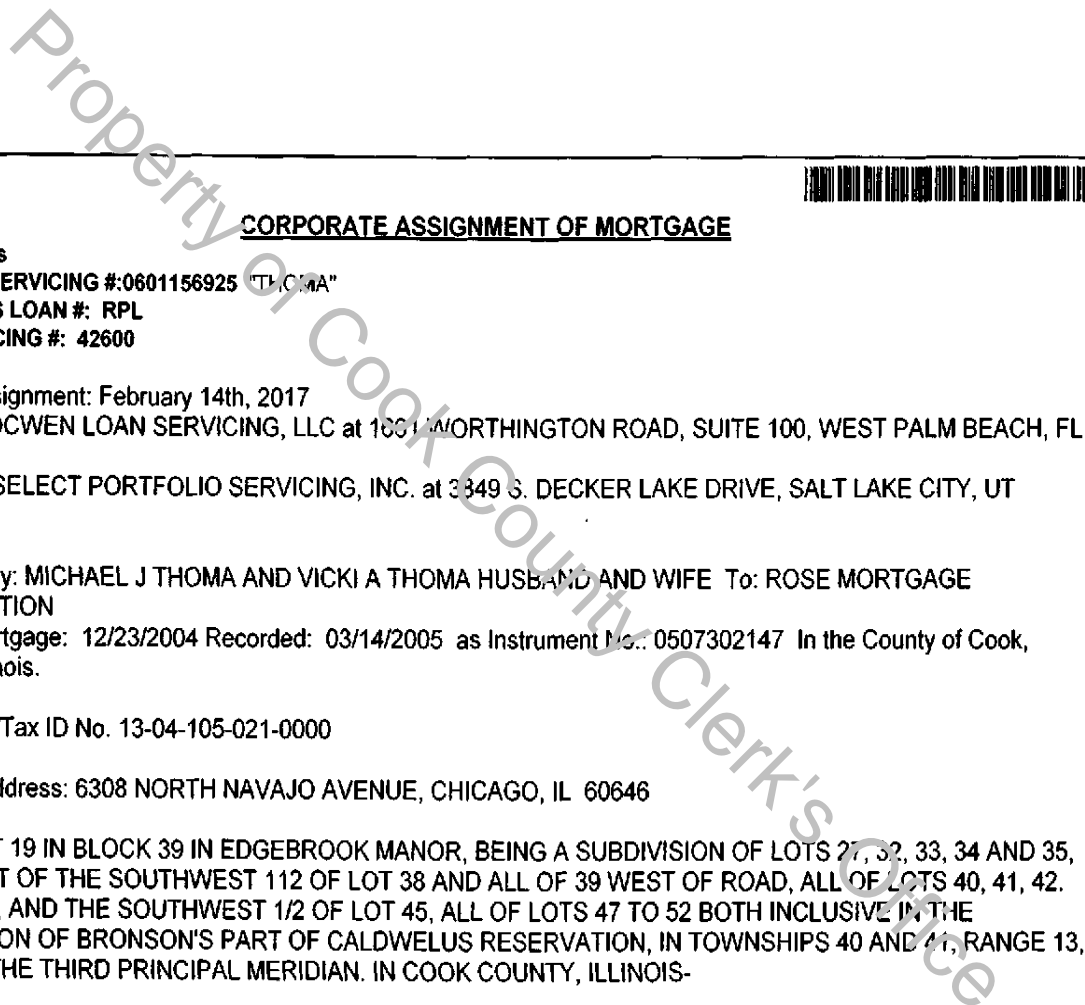 CORPORATE ASSIGNMENT OF MORTGAGE
s
ERVICING #:0601156925 "THOMA"
S LOAN #: RPL
CING #: 42600
signment: February 14th, 2017
OCWEN LOAN SERVICING, LLC at 1661 WORTHINGTON ROAD, SUITE 100, WEST PALM BEACH, FL
SELECT PORTFOLIO SERVICING, INC. at S. DECKER LAKE DRIVE, SALT LAKE CITY, UT
y: MICHAEL J THOMA AND VICKI A THOMA HUSBAND AND WIFE To: ROSE MORTGAGE
TION
rtgage: 12/23/2004 Recorded: 03/14/2005 as Instrument No.: 0507302147 In the County of Cook,
nois.
Tax ID No. 13-04-105-021-0000
ddress: 6308 NORTH NAVAJO AVENUE, CHICAGO, IL 60646
T 19 IN BLOCK 39 IN EDGEBROOK MANOR, BEING A SUBDIVISION OF LOTS 27, 32, 33, 34 AND 35,
T OF THE SOUTHWEST 112 OF LOT 38 AND ALL OF 39 WEST OF ROAD, ALL OF LOTS 40, 41, 42.
, AND THE SOUTHWEST 1/2 OF LOT 45, ALL OF LOTS 47 TO 52 BOTH INCLUSIVE IN THE
ON OF BRONSON'S PART OF CALDWELUS RESERVATION, IN TOWNSHIPS 40 AND 41, RANGE 13,
THE THIRD PRINCIPAL MERIDIAN. IN COOK COUNTY, ILLINOIS-
Property of Cook County Clerk's Office